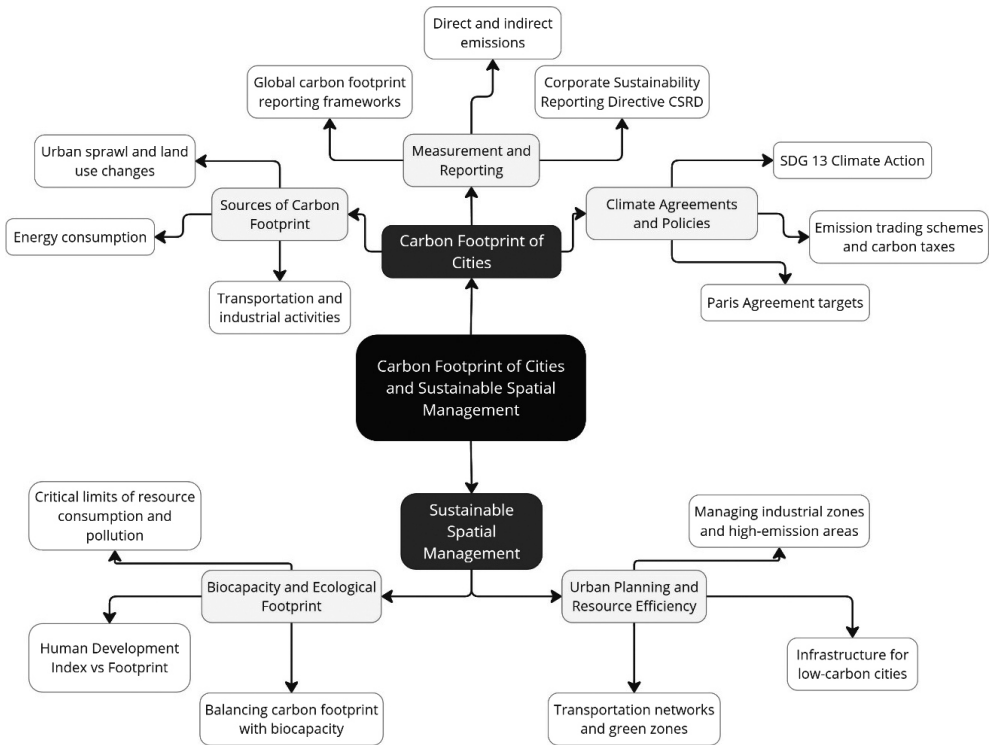 Direct and indirect
emissions
Global carbon footprint
reporting frameworks
Corporate Sustainability
Reporting Directive CSRD
Measurement and
Reporting
Urban sprawl and land
use changes
Sources of Carbon
Footprint
Energy consumption
Transportation and
industrial activities
Carbon Footprint of
Cities
Climate Agreements
and Policies
SDG 13 Climate Action
Emission trading schemes
and carbon taxes
Paris Agreement targets
Carbon Footprint of Cities
and Sustainable Spatial
Management
Sustainable
Spatial
Management
Critical limits of resource
consumption and
pollution
Biocapacity and Ecological
Footprint
Human Development
Index vs Footprint
Balancing carbon footprint
with biocapacity
Managing industrial zones
and high-emission areas
Urban Planning and
Resource Efficiency
Infrastructure for
low-carbon cities
Transportation networks
and green zones